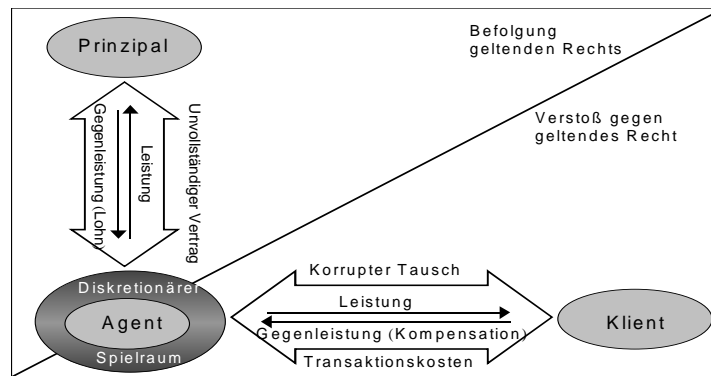 Prinzipal
Befolgung
geltenden Rechts
Verstoß gegen
geltendes Recht
Gegenleistung (Lohn)
Leistung
Unvollständiger Vertrag
Diskretionärer
Agent
Spielraum
Korrupter Tausch
Leistung
Gegenleistung (Kompensation)
Transaktionskosten
Klient